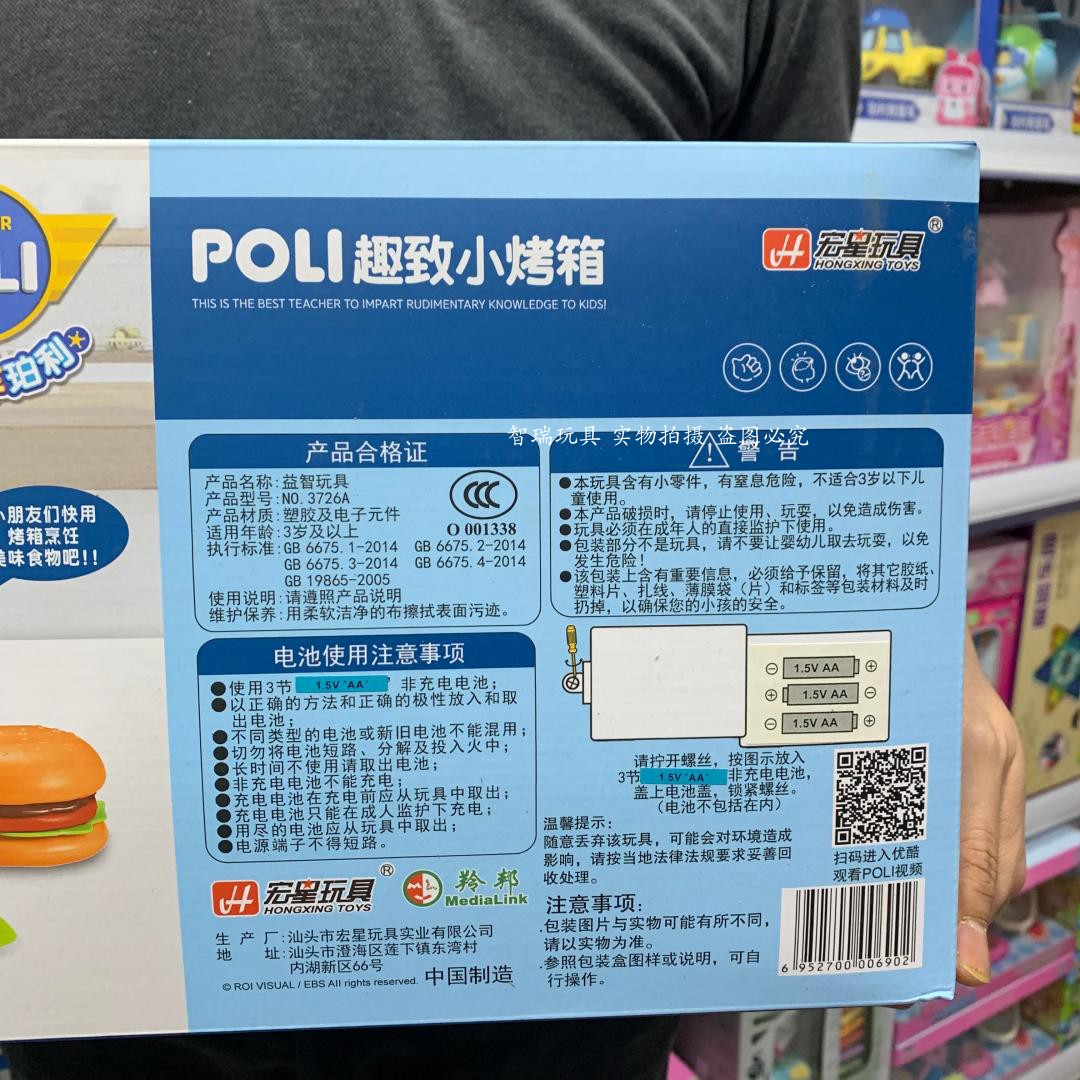 POLI 趣致小烤箱
THIS IS THE BEST TEACHER TO IMPART RUDIMENTARY KNOWLEDGE TO KIDS!
宏星玩具®
HONGXING TOYS
R
LI
珀利
小朋友们快用
烤箱烹饪
美味食物吧!!
智瑞玩具 实物拍摄 盗图必究
产品合格证
产品名称:益智玩具
产品型号:NO. 3726A
产品材质:塑胶及电子元件
适用年龄:3岁及以上
执行标准:GB 6675.1-2014 GB 6675.2-2014
GB 6675.3-2014 GB 6675.4-2014
GB 19865-2005
使用说明:请遵照产品说明
维护保养:用柔软洁净的布擦拭表面污迹。
CCC
O 001338
警告
●本玩具含有小零件，有窒息危险，不适合3岁以下儿
童使用。
●本产品破损时，请停止使用、玩耍，以免造成伤害。
●玩具必须在成年人的直接监护下使用。
●包装部分不是玩具，请不要让婴幼儿取去玩耍，以免
发生危险！
●该包装上含有重要信息，必须给予保留，将其它胶纸、
塑料片、扎线、薄膜袋（片）和标签等包装材料及时
扔掉，以确保您的小孩的安全。
电池使用注意事项
●使用3节 1.5V "AA" 非充电电池；
●以正确的方法和正确的极性放入和取
出电池；
●不同类型的电池或新旧电池不能混用；
●切勿将电池短路、分解及投入火中；
●长时间不使用请取出电池；
●非充电电池不能充电；
●充电电池在充电前应从玩具中取出；
●充电电池只能在成人监护下充电；
●用尽的电池应从玩具中取出；
●电源端子不得短路。
⊖ 1.5V AA ⊕
⊕ 1.5V AA ⊖
⊖ 1.5V AA ⊕
请拧开螺丝，按图示放入
3节 1.5V "AA" 非充电电池，
盖上电池盖，锁紧螺丝。
（电池不包括在内）
温馨提示:
随意丢弃该玩具，可能会对环境造成
影响，请按当地法律法规要求妥善回
收处理。
扫码进入优酷
观看POLI视频
注意事项:
.包装图片与实物可能有所不同，
请以实物为准。
.参照包装盒图样或说明，可自
行操作。
6 952700 006902
宏星玩具®
HONGXING TOYS
羚邦
MediaLink
生 产 厂:汕头市宏星玩具实业有限公司
地 址:汕头市澄海区莲下镇东湾村
内湖新区66号
© ROI VISUAL / EBS All rights reserved. 中国制造